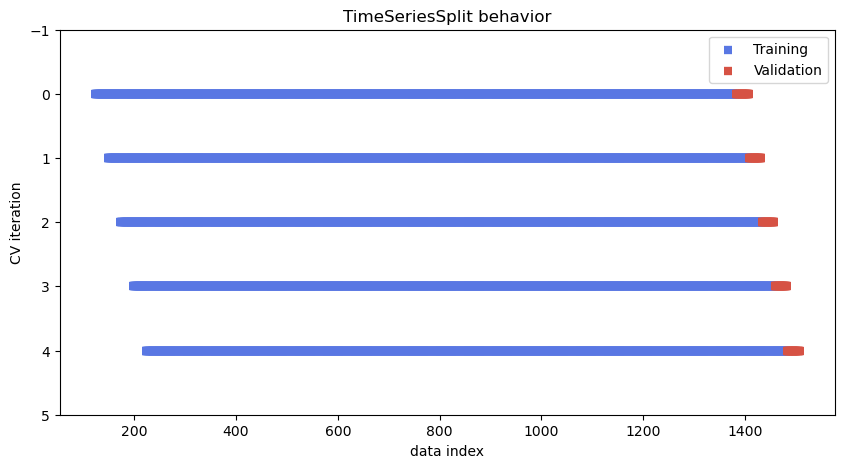 TimeSeriesSplit behavior
Training
Validation
−1
0
1
2
3
4
5
CV iteration
200 400 600 800 1000 1200 1400
data index